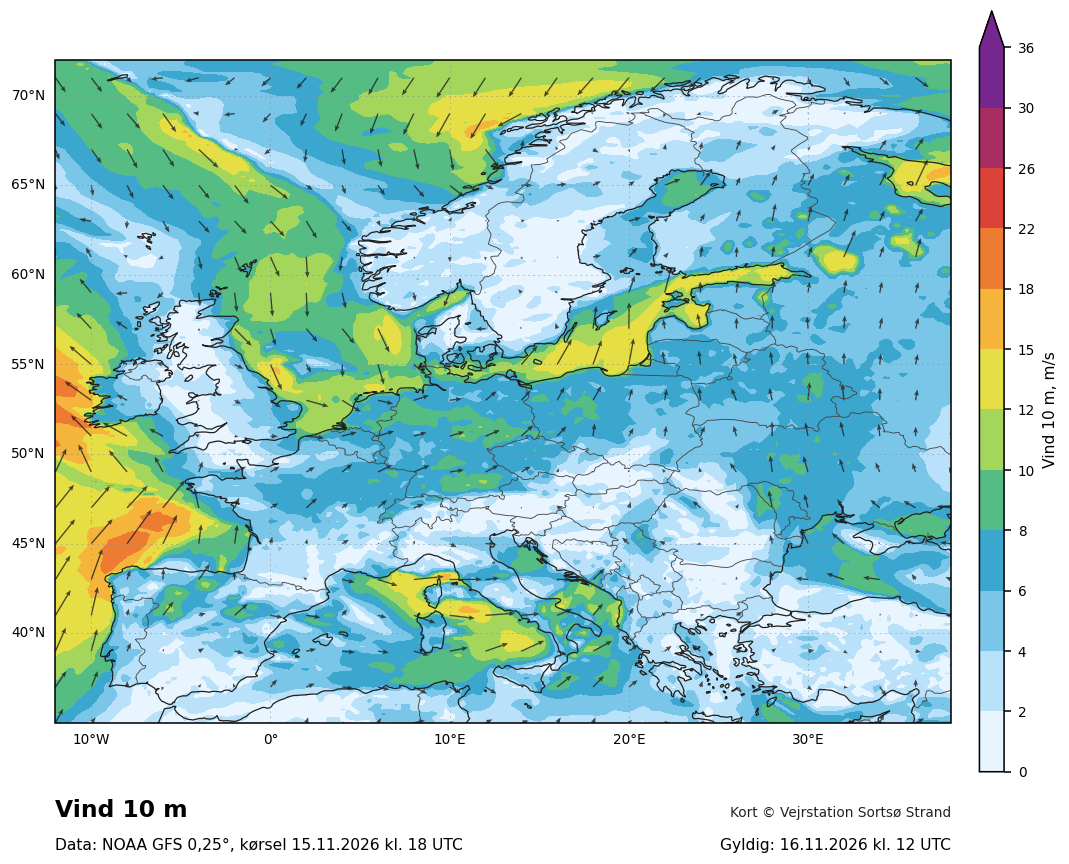 36
30
26
22
18
15
12
10
8
6
4
2
0
Vind 10 m, m/s
70°N
65°N
60°N
55°N
50°N
45°N
40°N
10°W
0°
10°E
20°E
30°E
Vind 10 m
Kort © Vejrstation Sortsø Strand
Data: NOAA GFS 0,25°, kørsel 15.11.2026 kl. 18 UTC
Gyldig: 16.11.2026 kl. 12 UTC